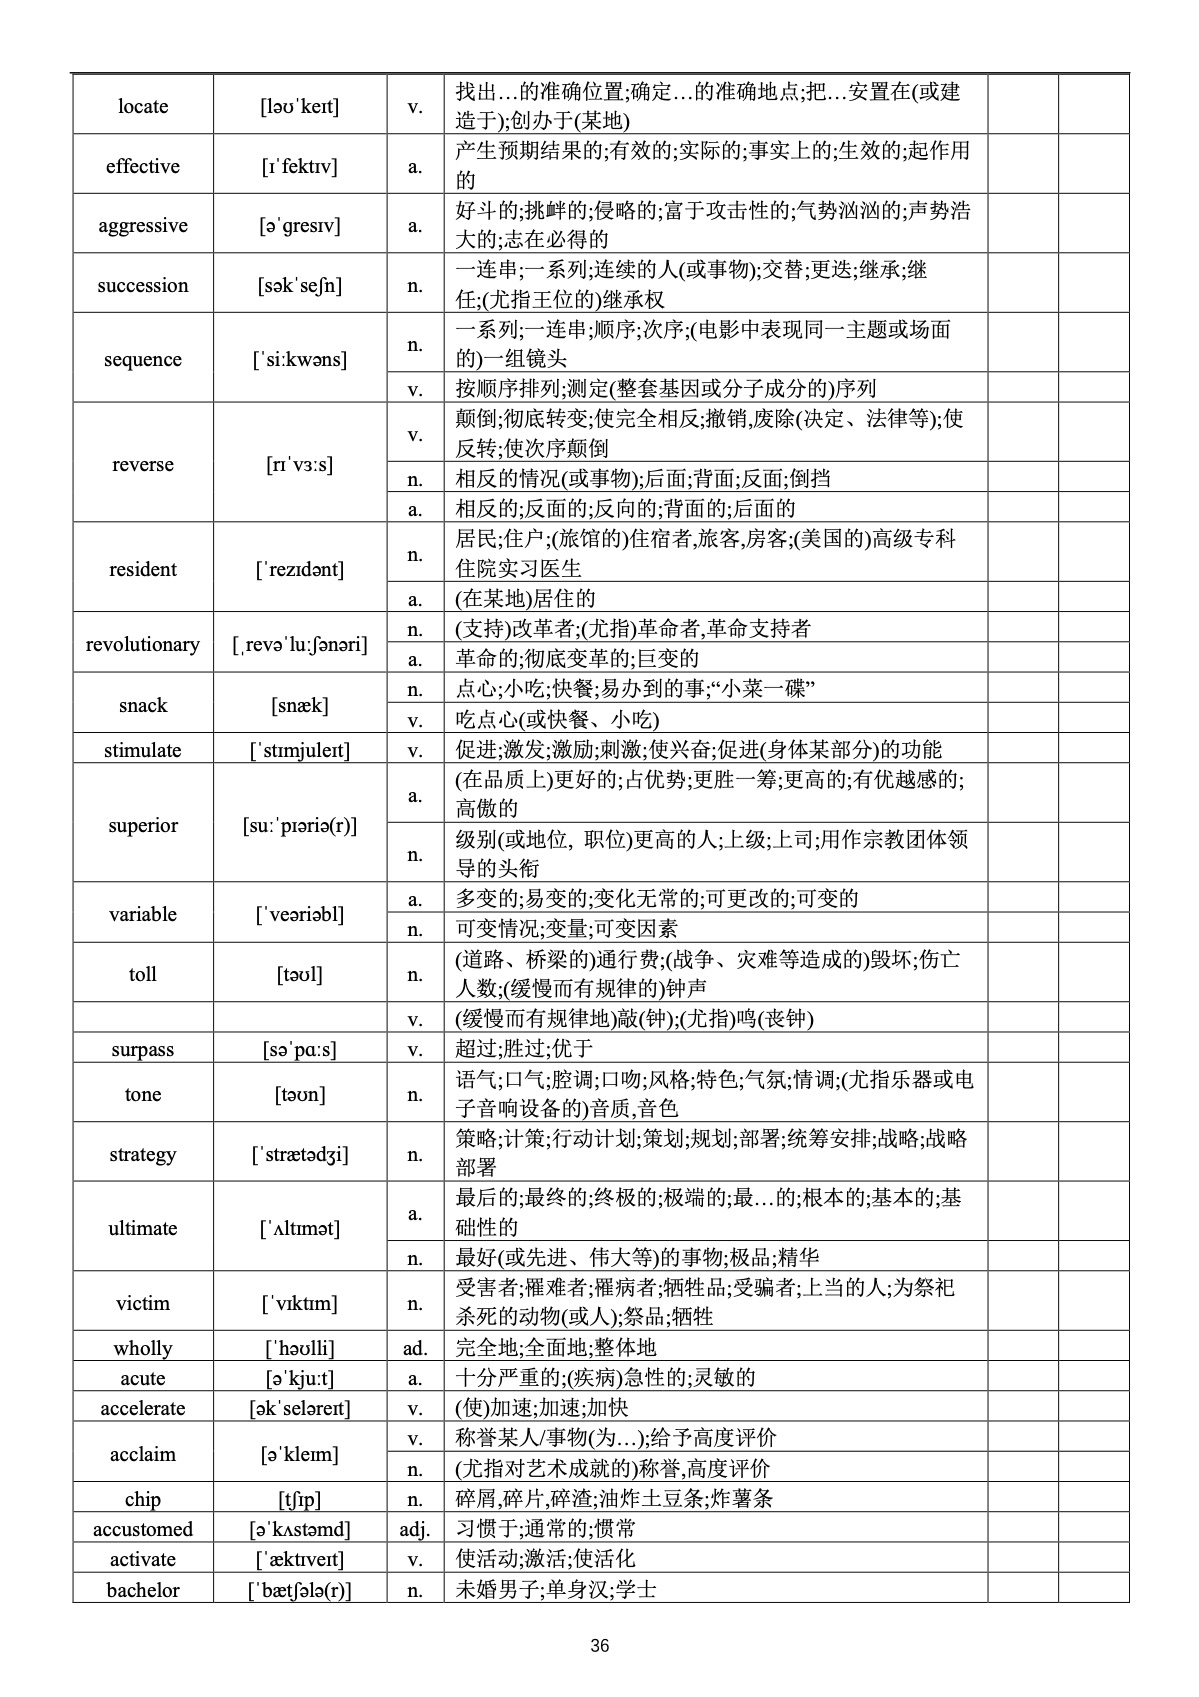 locate [ləʊˈkeɪt] v. 找出…的准确位置;确定…的准确地点;把…安置在(或建
造于);创办于(某地)
effective [ɪˈfektɪv] a. 产生预期结果的;有效的;实际的;事实上的;生效的;起作用
的
aggressive [əˈɡresɪv] a. 好斗的;挑衅的;侵略的;富于攻击性的;气势汹汹的;声势浩
大的;志在必得的
succession [səkˈseʃn] n. 一连串;一系列;连续的人(或事物);交替;更迭;继承;继
任;(尤指王位的)继承权
sequence [ˈsiːkwəns] n. 一系列;一连串;顺序;次序;(电影中表现同一主题或场面
的)一组镜头
v. 按顺序排列;测定(整套基因或分子成分的)序列
reverse [rɪˈvɜːs] v. 颠倒;彻底转变;使完全相反;撤销,废除(决定、法律等);使
反转;使次序颠倒
n. 相反的情况(或事物);后面;背面;反面;倒挡
a. 相反的;反面的;反向的;背面的;后面的
resident [ˈrezɪdənt] n. 居民;住户;(旅馆的)住宿者,旅客,房客;(美国的)高级专科
住院实习医生
a. (在某地)居住的
revolutionary [ˌrevəˈluːʃənəri] n. (支持)改革者;(尤指)革命者,革命支持者
a. 革命的;彻底变革的;巨变的
snack [snæk] n. 点心;小吃;快餐;易办到的事;“小菜一碟”
v. 吃点心(或快餐、小吃)
stimulate [ˈstɪmjuleɪt] v. 促进;激发;激励;刺激;使兴奋;促进(身体某部分)的功能
superior [suːˈpɪəriə(r)] a. (在品质上)更好的;占优势;更胜一筹;更高的;有优越感的;
高傲的
n. 级别(或地位, 职位)更高的人;上级;上司;用作宗教团体领
导的头衔
variable [ˈveəriəbl] a. 多变的;易变的;变化无常的;可更改的;可变的
n. 可变情况;变量;可变因素
toll [təʊl] n. (道路、桥梁的)通行费;(战争、灾难等造成的)毁坏;伤亡
人数;(缓慢而有规律的)钟声
v. (缓慢而有规律地)敲(钟);(尤指)鸣(丧钟)
surpass [səˈpɑːs] v. 超过;胜过;优于
tone [təʊn] n. 语气;口气;腔调;口吻;风格;特色;气氛;情调;(尤指乐器或电
子音响设备的)音质,音色
strategy [ˈstrætədʒi] n. 策略;计策;行动计划;策划;规划;部署;统筹安排;战略;战略
部署
ultimate [ˈʌltɪmət] a. 最后的;最终的;终极的;极端的;最…的;根本的;基本的;基
础性的
n. 最好(或先进、伟大等)的事物;极品;精华
victim [ˈvɪktɪm] n. 受害者;罹难者;罹病者;牺牲品;受骗者;上当的人;为祭祀
杀死的动物(或人);祭品;牺牲
wholly [ˈhəʊlli] ad. 完全地;全面地;整体地
acute [əˈkjuːt] a. 十分严重的;(疾病)急性的;灵敏的
accelerate [əkˈseləreɪt] v. (使)加速;加速;加快
acclaim [əˈkleɪm] v. 称誉某人/事物(为…);给予高度评价
n. (尤指对艺术成就的)称誉,高度评价
chip [tʃɪp] n. 碎屑,碎片,碎渣;油炸土豆条;炸薯条
accustomed [əˈkʌstəmd] adj. 习惯于;通常的;惯常
activate [ˈæktɪveɪt] v. 使活动;激活;使活化
bachelor [ˈbætʃələ(r)] n. 未婚男子;单身汉;学士
36